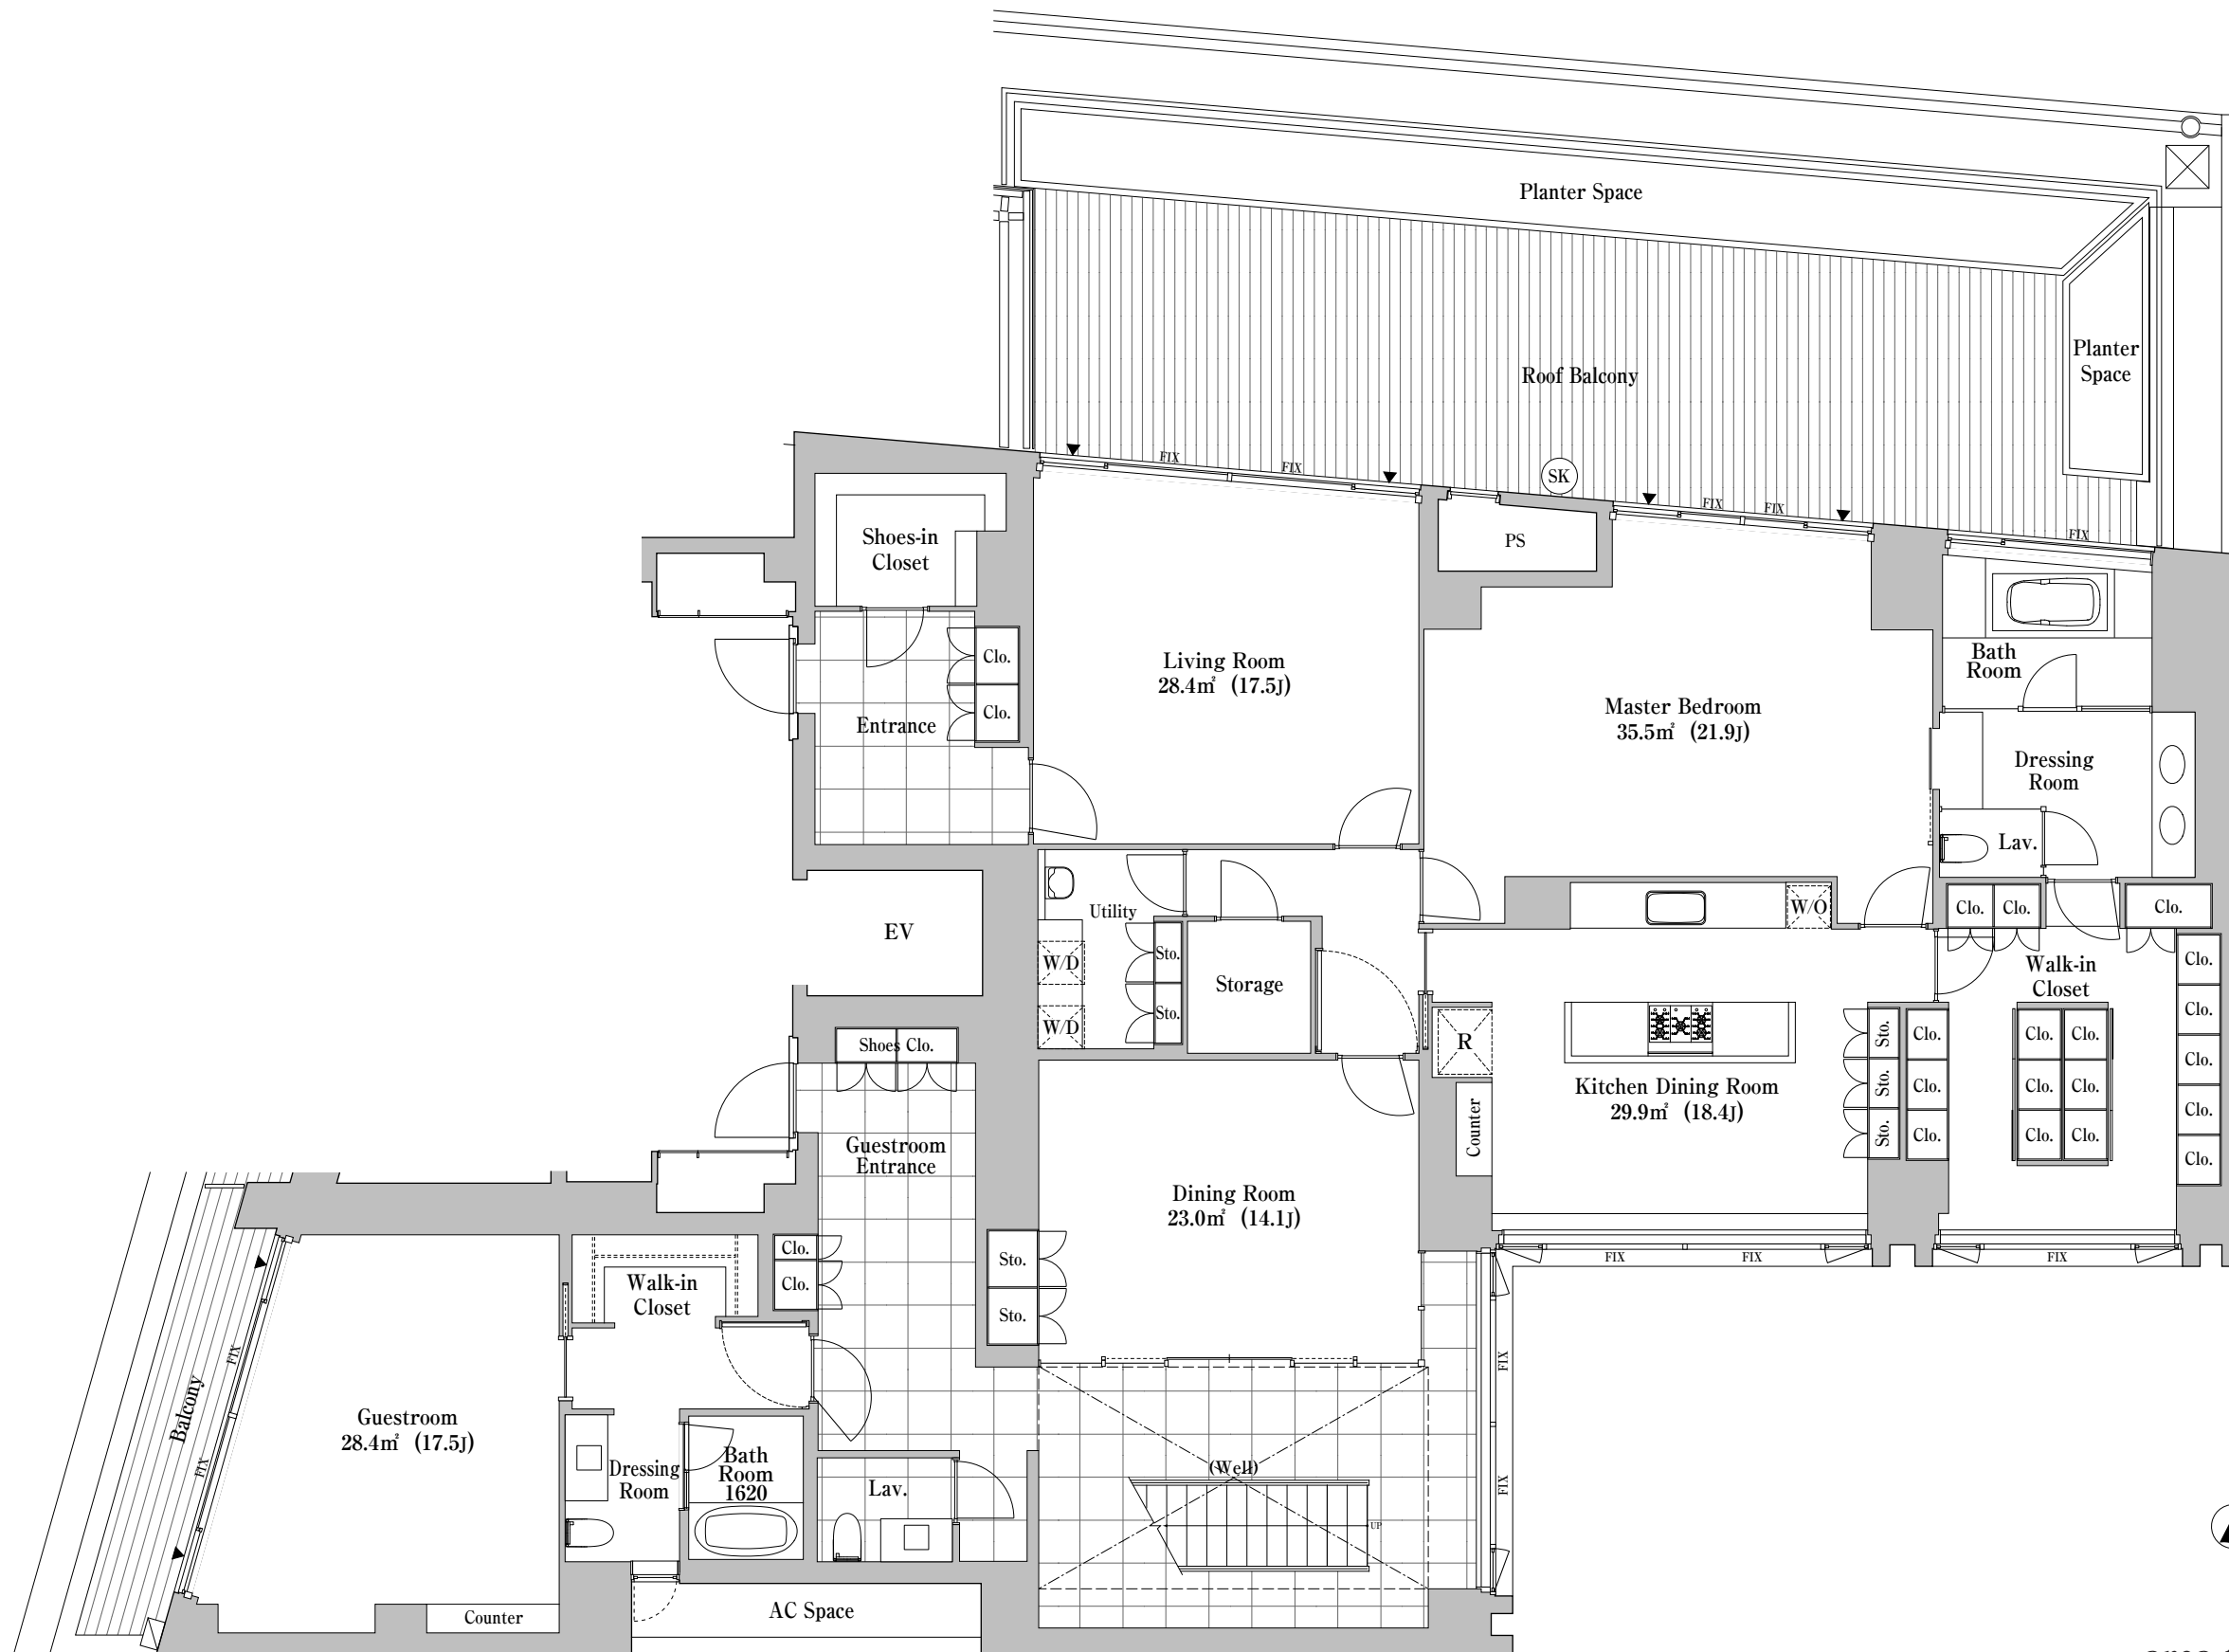 Planter Space
Planter
Space
Roof Balcony
FIX
FIX
SK
FIX
FIX
FIX
Shoes-in
Closet
PS
Clo.
Clo.
Entrance
Living Room
28.4㎡ (17.5J)
Master Bedroom
35.5㎡ (21.9J)
Bath
Room
Dressing
Room
Lav.
EV
Utility
W/D
W/D
Sto.
Sto.
Storage
W/O
Clo.
Clo.
Clo.
Walk-in
Closet
Clo.
Clo.
Clo.
Clo.
Clo.
R
Counter
Kitchen Dining Room
29.9㎡ (18.4J)
Sto.
Sto.
Sto.
Clo.
Clo.
Clo.
Clo.
Clo.
Clo.
Clo.
Clo.
Clo.
Shoes Clo.
Guestroom
Entrance
Dining Room
23.0㎡ (14.1J)
Sto.
Sto.
FIX
FIX
FIX
FIX
FIX
Clo.
Clo.
Walk-in
Closet
Balcony
FIX
FIX
Guestroom
28.4㎡ (17.5J)
Dressing
Room
Bath
Room
1620
Lav.
(Well)
UP
Counter
AC Space